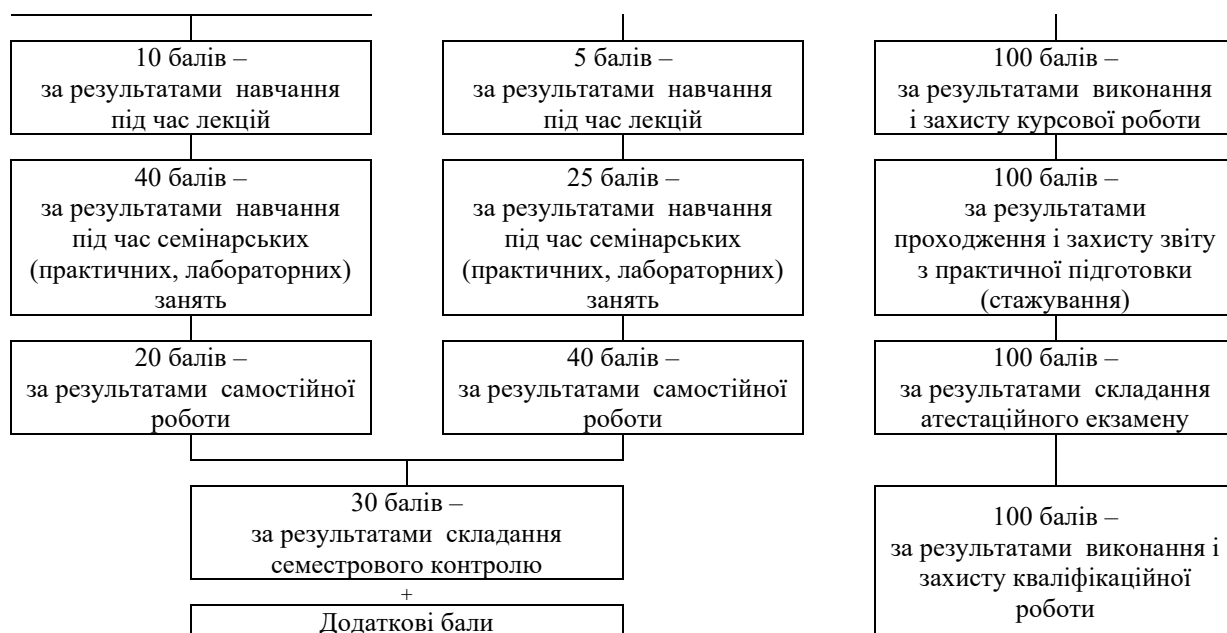 10 балів –
за результатами навчання
під час лекцій
40 балів –
за результатами навчання
під час семінарських
(практичних, лабораторних)
занять
20 балів –
за результатами самостійної
роботи
5 балів –
за результатами навчання
під час лекцій
25 балів –
за результатами навчання
під час семінарських
(практичних, лабораторних)
занять
40 балів –
за результатами самостійної
роботи
30 балів –
за результатами складання
семестрового контролю
+
Додаткові бали
100 балів –
за результатами виконання
і захисту курсової роботи
100 балів –
за результатами
проходження і захисту звіту
з практичної підготовки
(стажування)
100 балів –
за результатами складання
атестаційного екзамену
100 балів –
за результатами виконання і
захисту кваліфікаційної
роботи